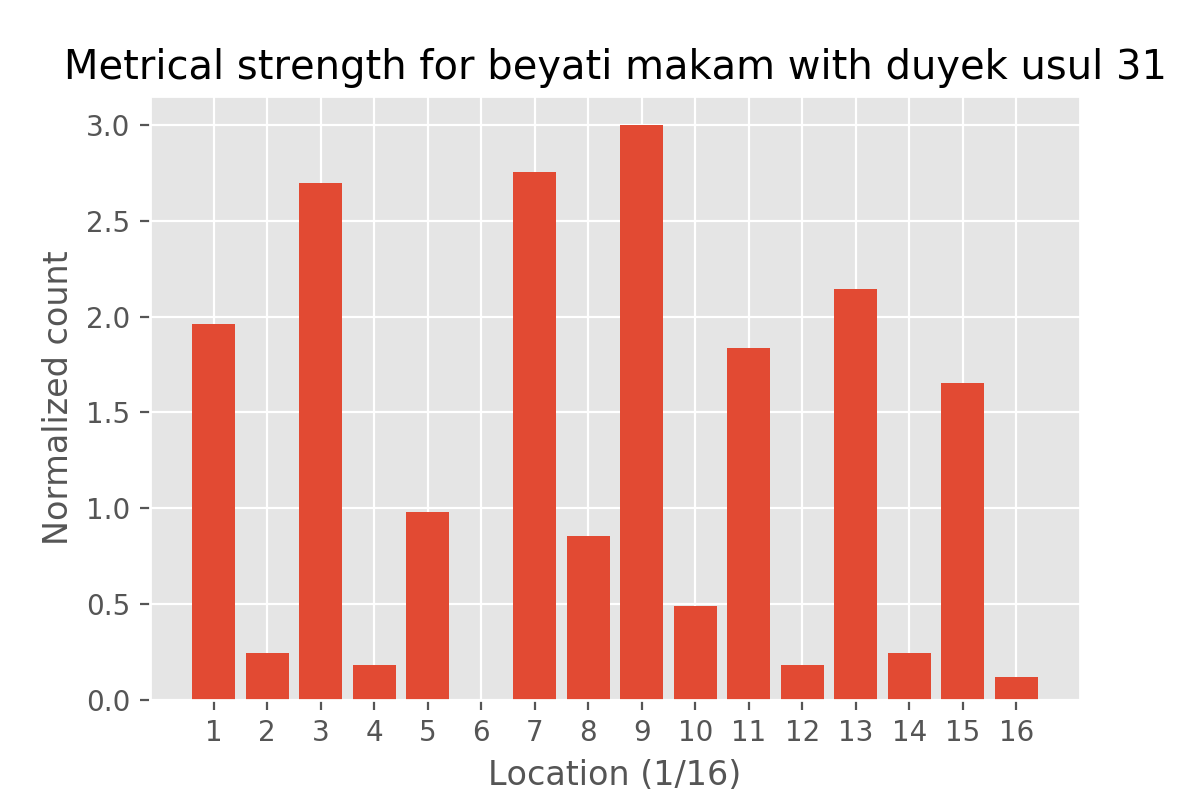 Metrical strength for beyati makam with duyek usul 31
Normalized count
3.0
2.5
2.0
1.5
1.0
0.5
0.0
1 2 3 4 5 6 7 8 9 10 11 12 13 14 15 16
Location (1/16)